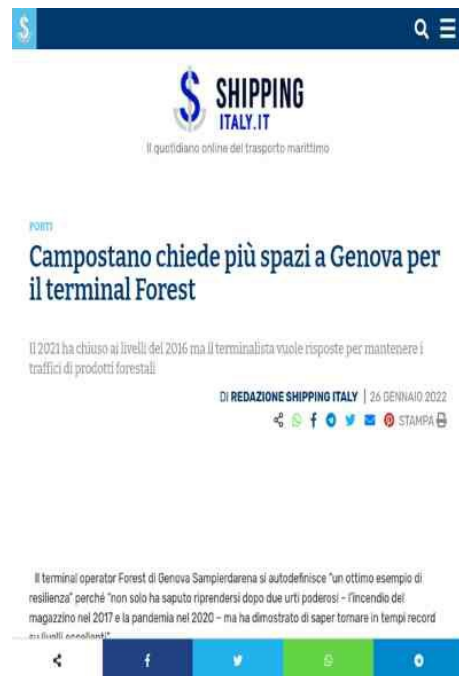 SHIPPING
ITALY.IT
Il quotidiano online del trasporto marittimo
PORTI
Campostano chiede più spazi a Genova per
il terminal Forest
Il 2021 ha chiuso ai livelli del 2016 ma il terminalista vuole risposte per mantenere i
traffici di prodotti forestali
DI REDAZIONE SHIPPING ITALY | 26 GENNAIO 2022
STAMPA
Il terminal operator Forest di Genova Sampierdarena si autodefinisce "un ottimo esempio di
resilienza" perché "non solo ha saputo riprendersi dopo due urti poderosi – l'incendio del
magazzino nel 2017 e la pandemia nel 2020 – ma ha dimostrato di saper tornare in tempi record
su livelli eccellenti"